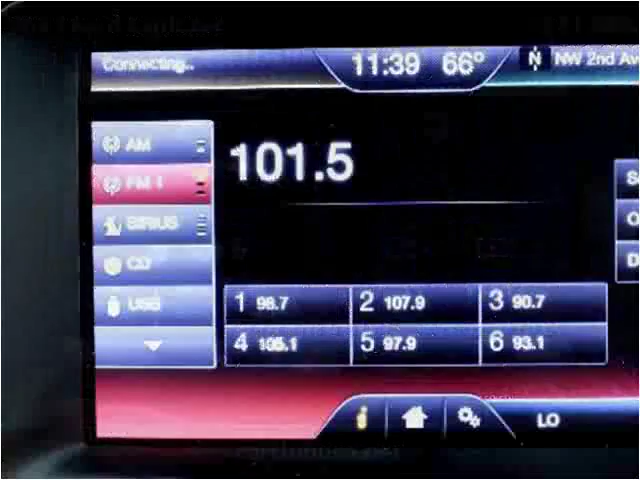 Connecting..
11:39 66°
N NW 2nd Av
AM
101.5
FM 1
SIRIUS
CD
USB
1 98.7
2 107.9
3 90.7
4 105.1
5 97.9
6 93.1
LO